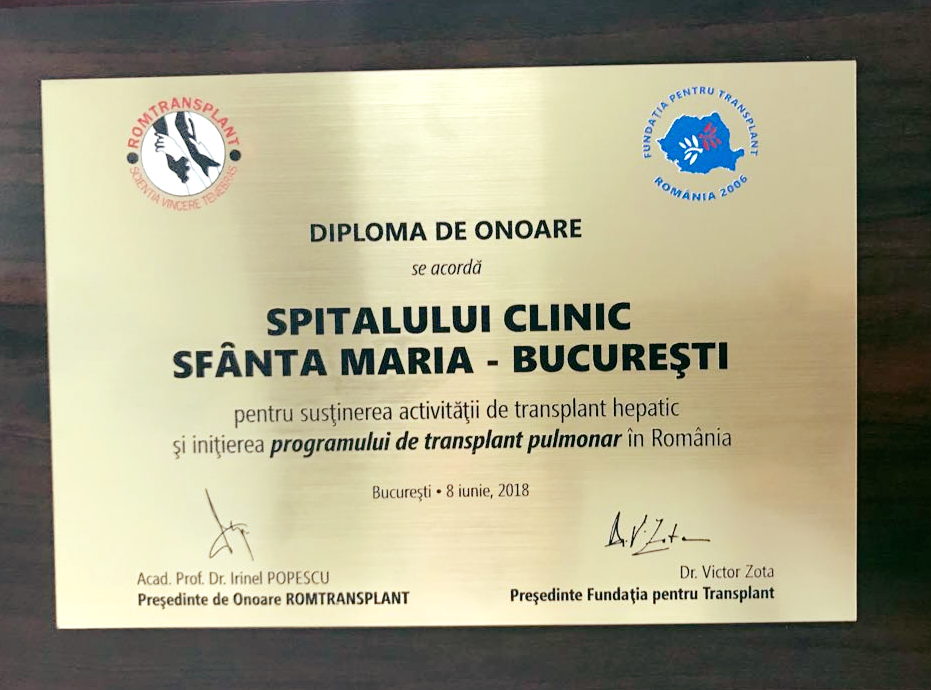 ROMTRANSPLANT
SCIENTIA VINCERE TENEBRAS
FUNDAȚIA PENTRU TRANSPLANT
ROMÂNIA 2006
DIPLOMA DE ONOARE
se acordă
SPITALULUI CLINIC
SFÂNTA MARIA - BUCUREŞTI
pentru susţinerea activităţii de transplant hepatic
şi iniţierea programului de transplant pulmonar în România
Bucureşti • 8 iunie, 2018
D.V.Zota
Acad. Prof. Dr. Irinel POPESCU
Preşedinte de Onoare ROMTRANSPLANT
Dr. Victor Zota
Preşedinte Fundaţia pentru Transplant